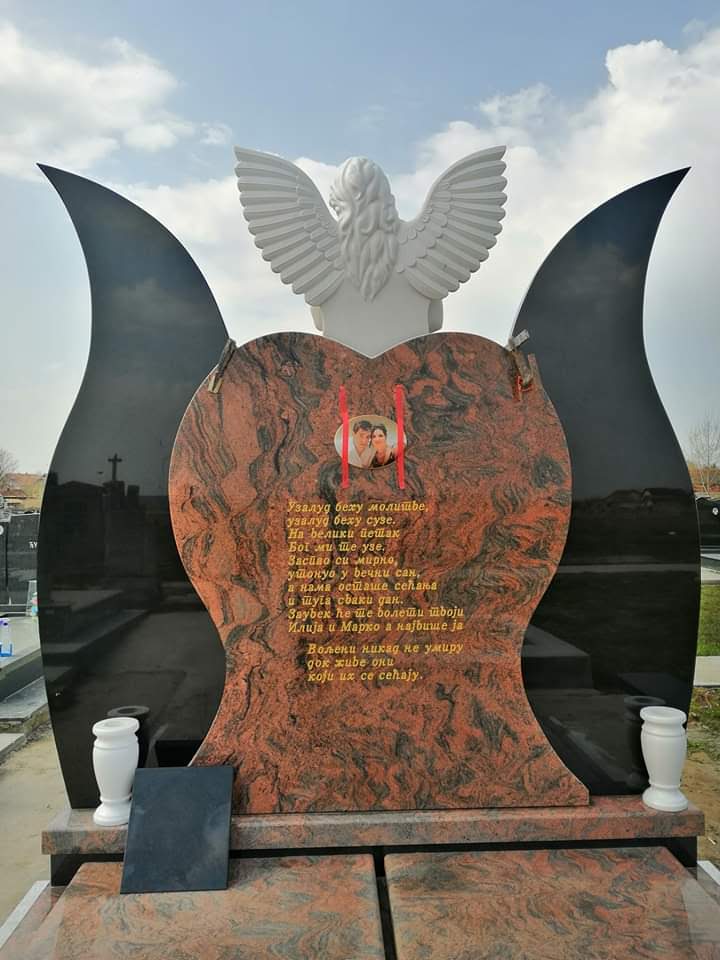 Узалуд беху молитве,
узалуд беху сузе.
На велики петак
Бог ми те узе.
Заспао си мирно,
утонуо у вечни сан,
а нама осташе сећања
и туга сваки дан.
Заувек ће те волети твоји
Илија и Марко а највише ја
Вољени никад не умиру
док живе они
који их се сећају.